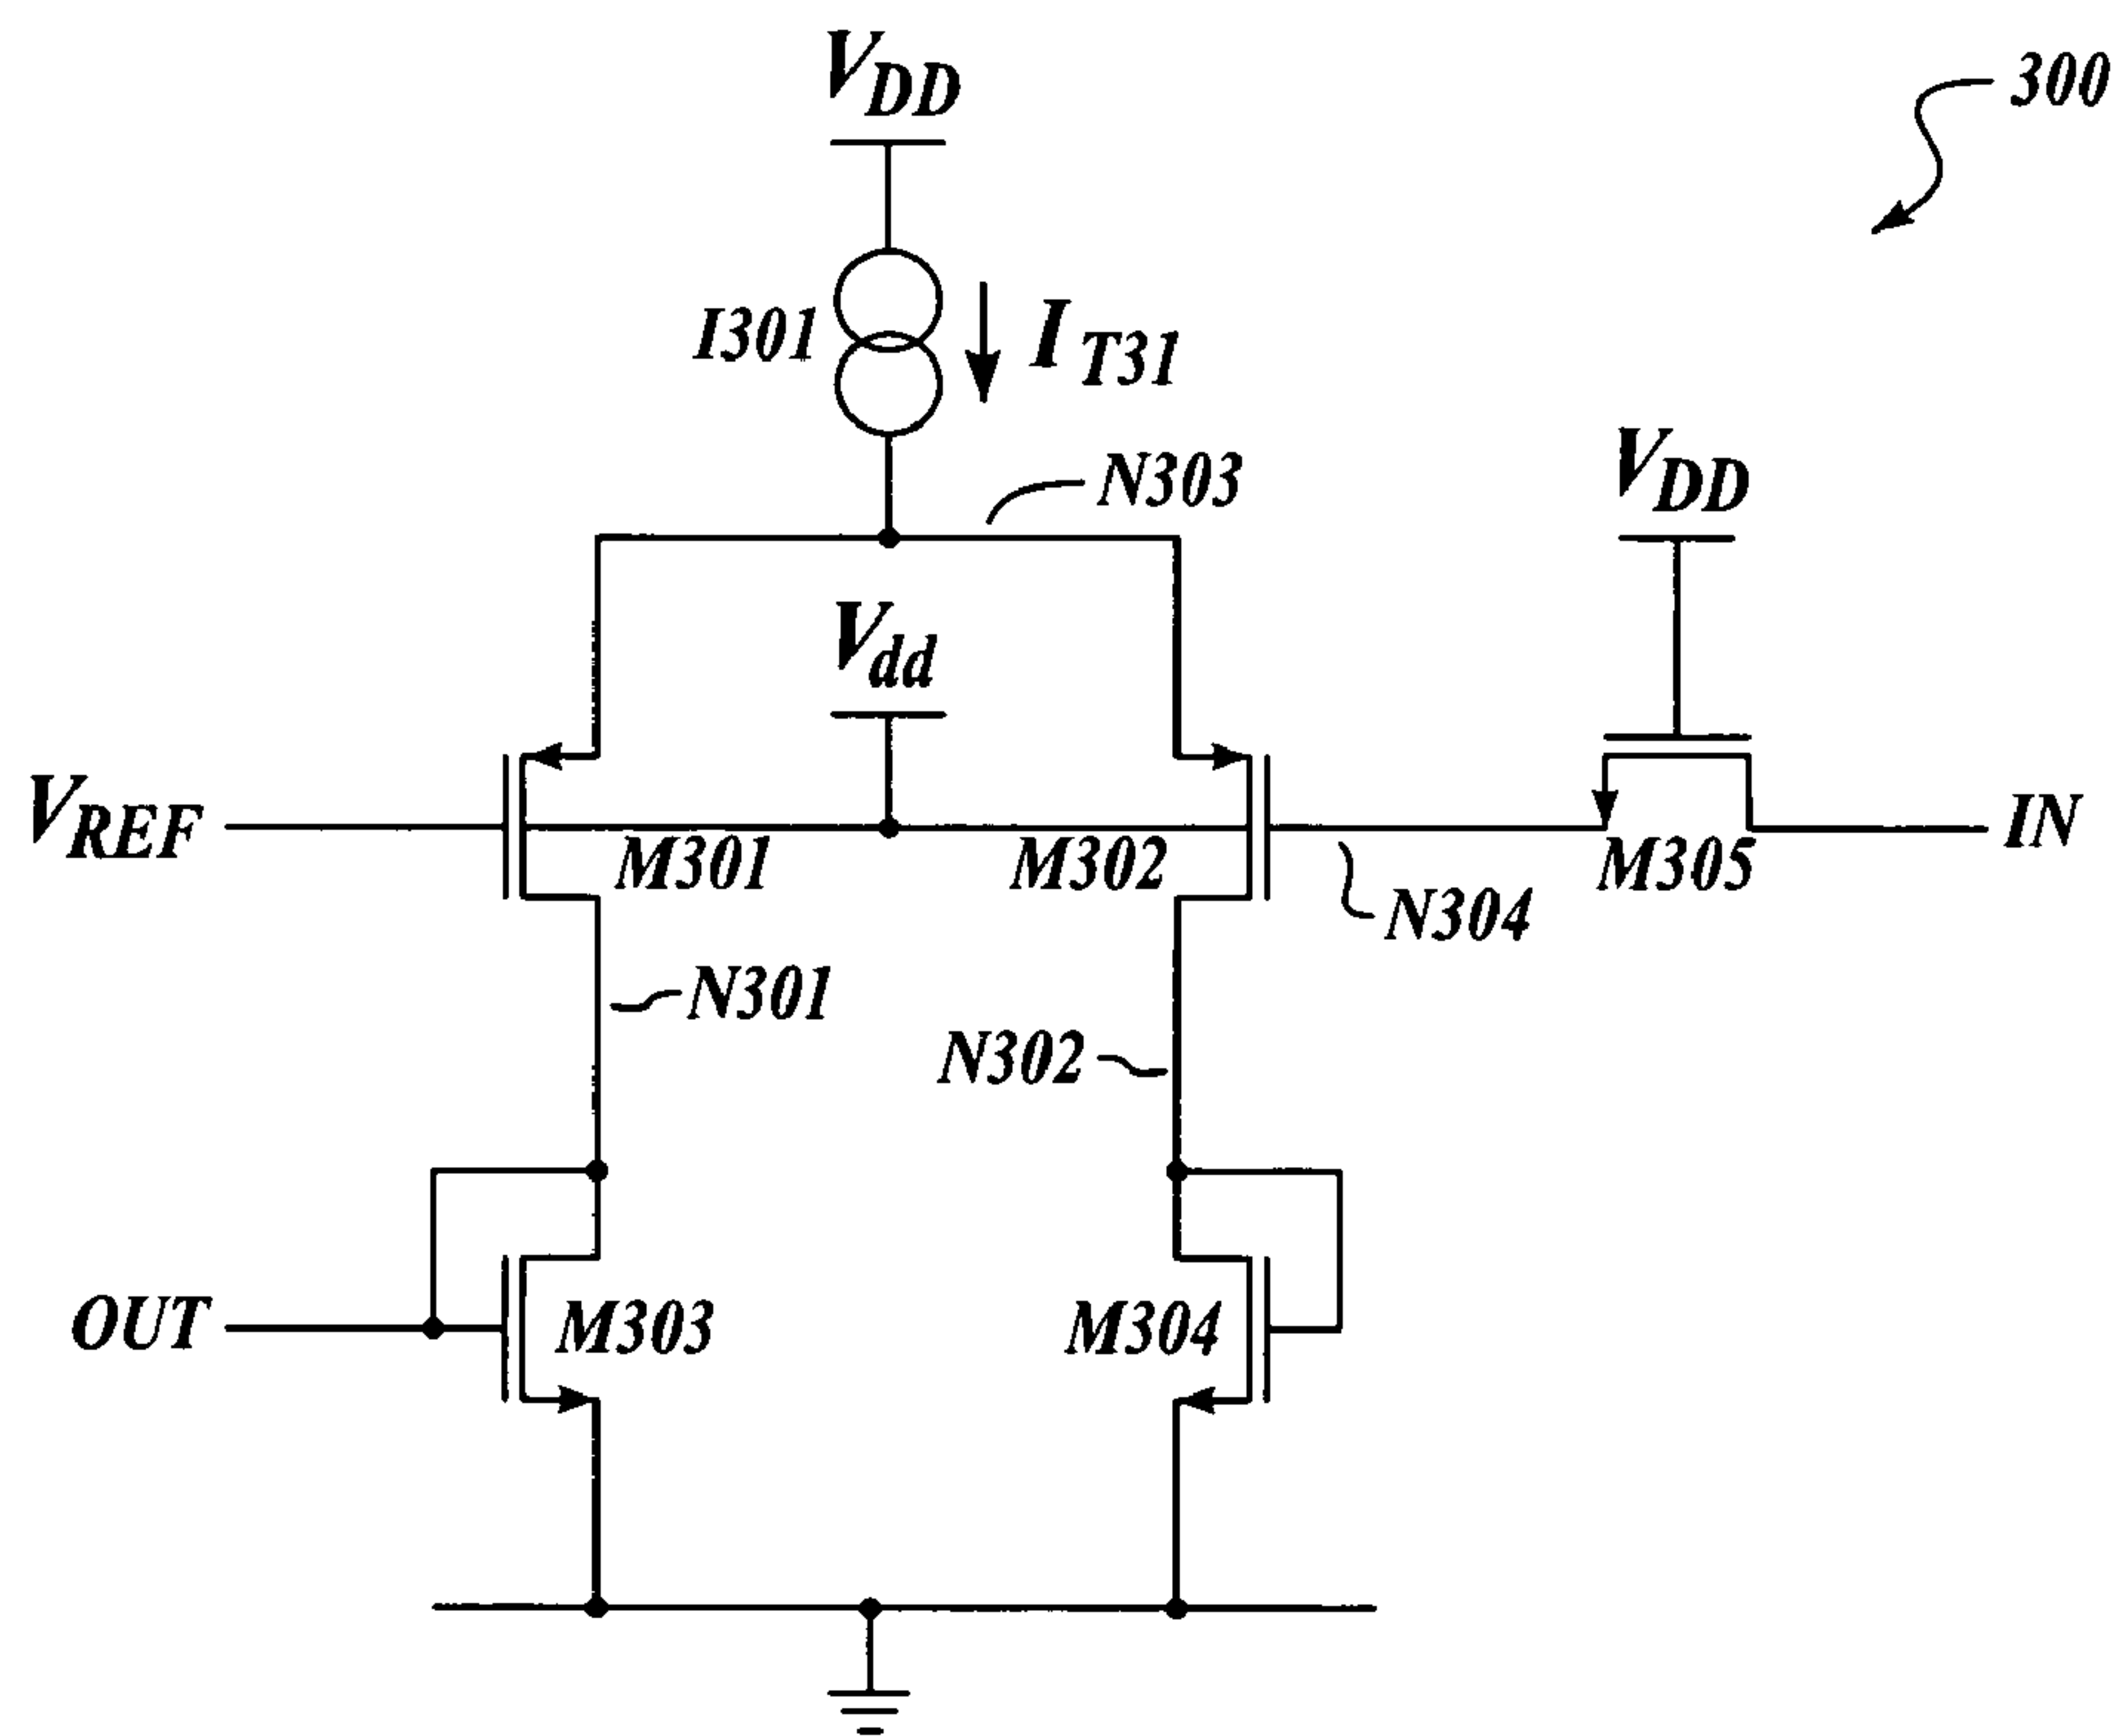 VDD
300
I301
IT31
N303
VDD
Vdd
VREF
M301
M302
N304
M305
IN
N301
N302
OUT
M303
M304